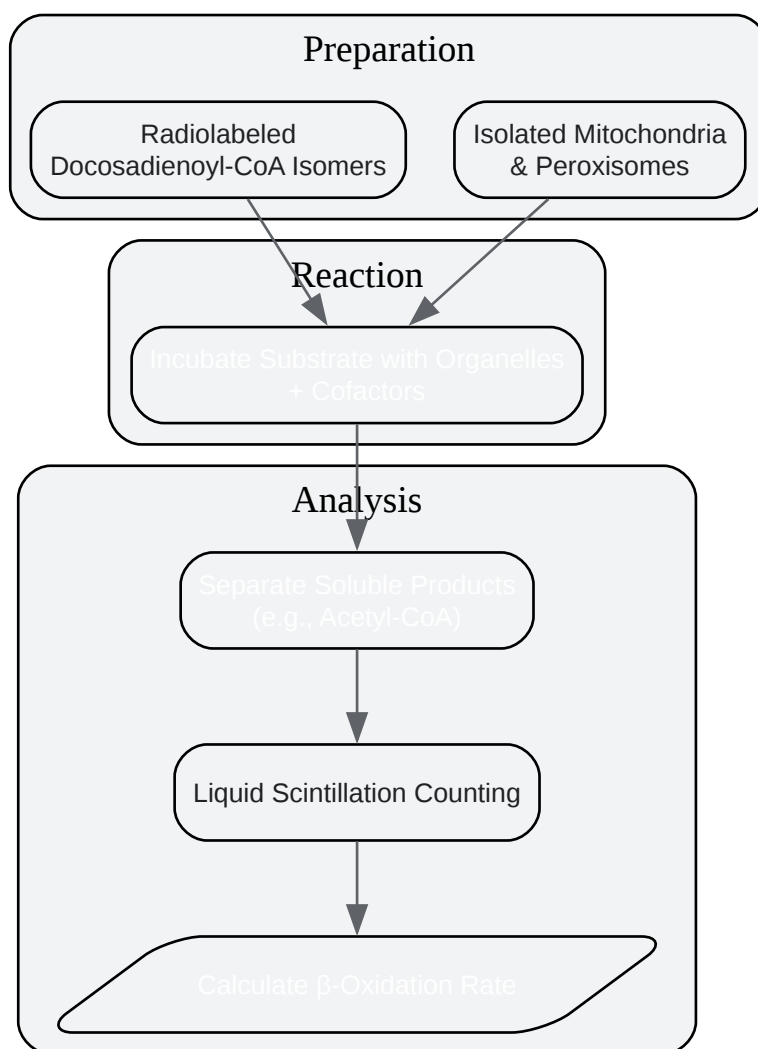 Preparation
Radiolabeled
Docosadienoyl-CoA Isomers
Isolated Mitochondria
& Peroxisomes
Reaction
Incubate Substrate with Organelles
+ Cofactors
Analysis
Separate Soluble Products
(e.g., Acetyl-CoA)
Liquid Scintillation Counting
Calculate β-Oxidation Rate